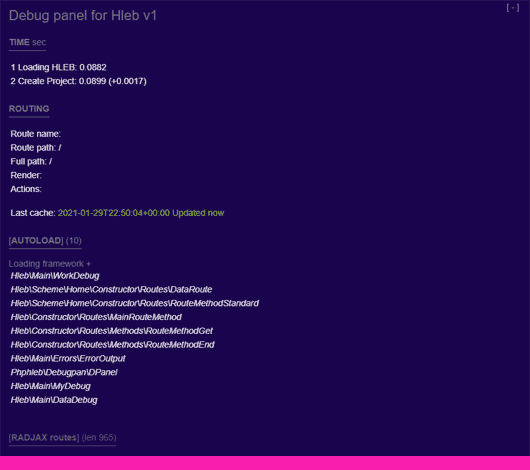 [ - ]
Debug panel for Hleb v1
TIME sec
1 Loading HLEB: 0.0882
2 Create Project: 0.0899 (+0.0017)
ROUTING
Route name:
Route path: /
Full path: /
Render:
Actions:
Last cache: 2021-01-29T22:50:04+00:00 Updated now
[AUTOLOAD] (10)
Loading framework +
Hleb\Main\WorkDebug
Hleb\Scheme\Home\Constructor\Routes\DataRoute
Hleb\Scheme\Home\Constructor\Routes\RouteMethodStandard
Hleb\Constructor\Routes\MainRouteMethod
Hleb\Constructor\Routes\Methods\RouteMethodGet
Hleb\Constructor\Routes\Methods\RouteMethodEnd
Hleb\Main\Errors\ErrorOutput
Phphleb\Debugpan\DPanel
Hleb\Main\MyDebug
Hleb\Main\DataDebug
[RADJAX routes] (len 965)